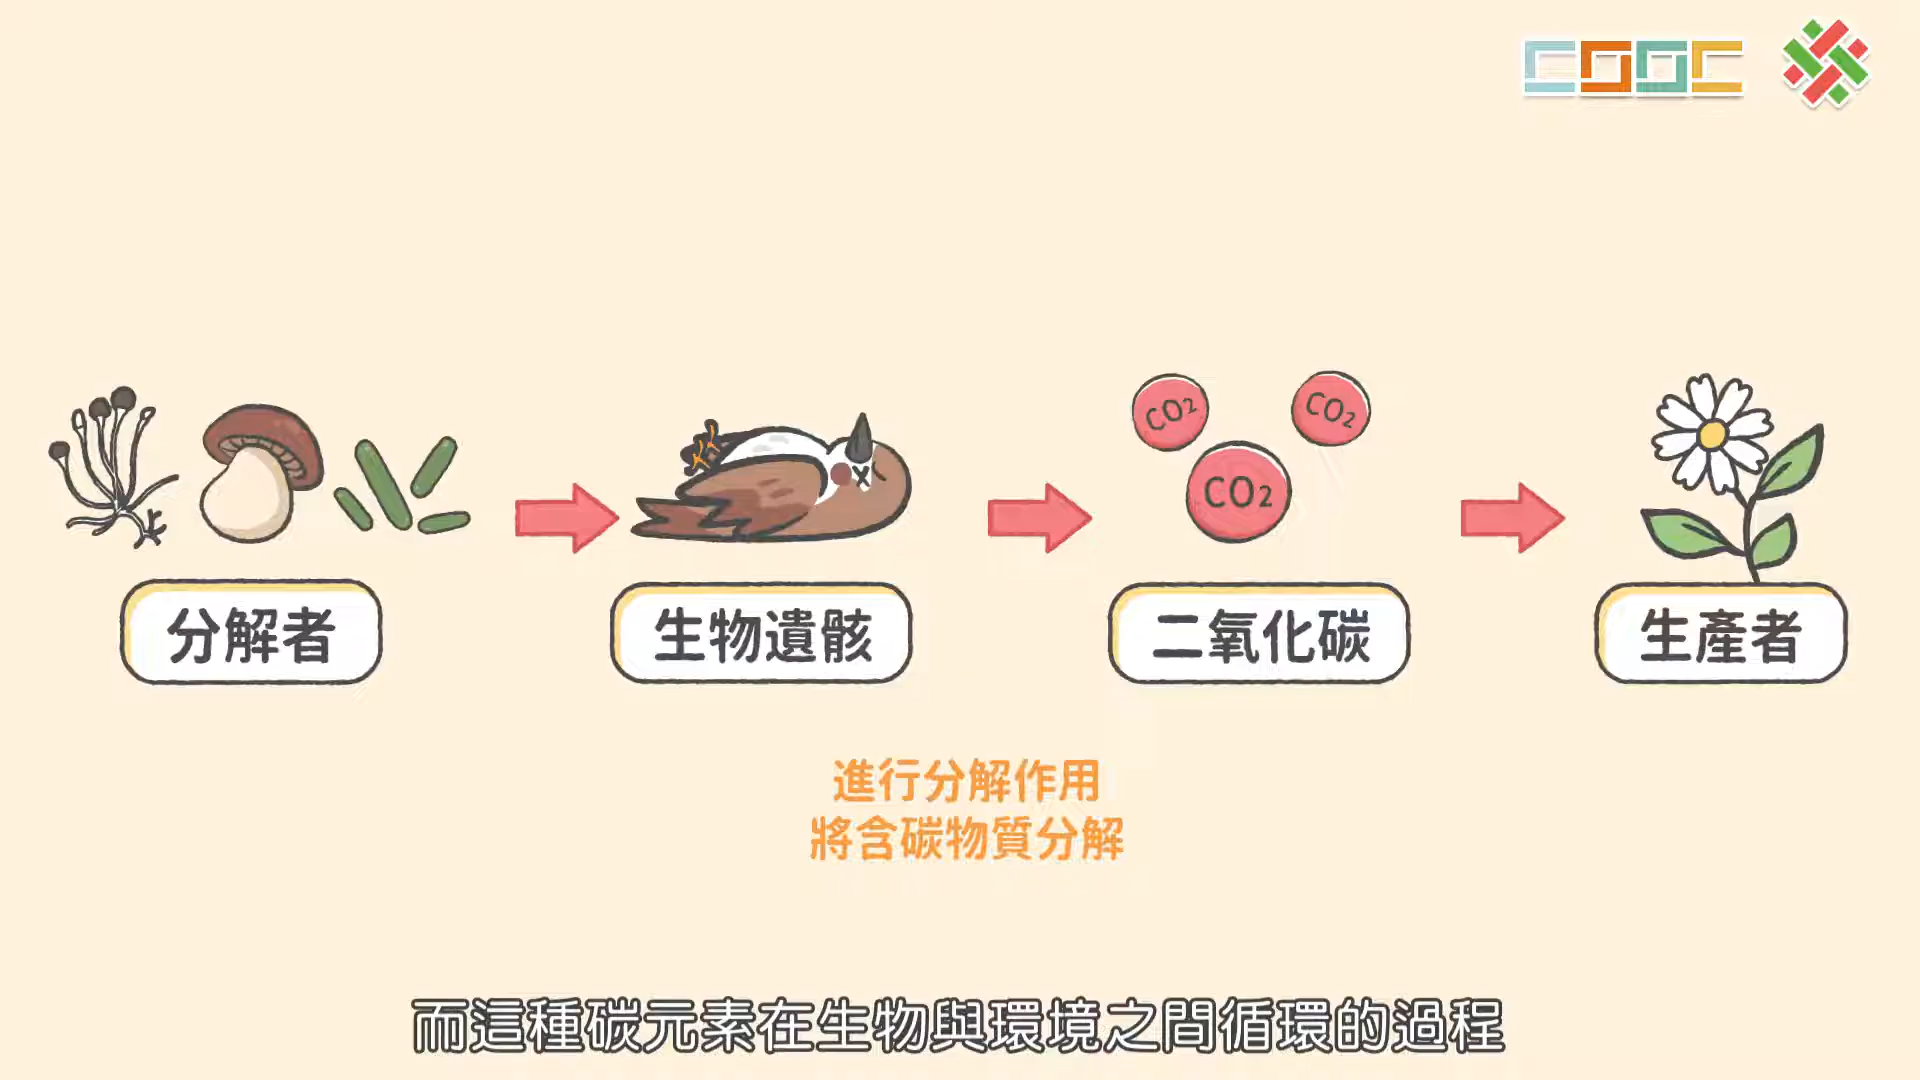 COOC
CO2
CO2
CO2
分解者
生物遺骸
二氧化碳
生產者
進行分解作用
將含碳物質分解
而這種碳元素在生物與環境之間循環的過程